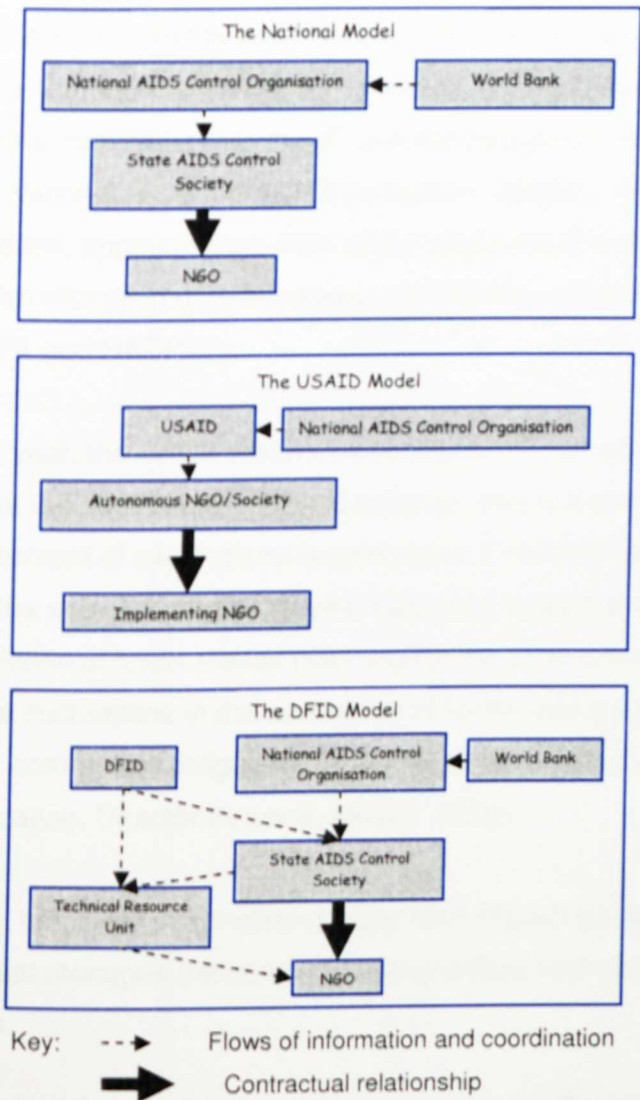 The National Model
National AIDS Control Organisation
World Bank
State AIDS Control
Society
NGO
The USAID Model
USAID
National AIDS Control Organisation
Autonomous NGO/Society
Implementing NGO
The DFID Model
DFID
National AIDS Control
Organisation
World Bank
State AIDS Control
Society
Technical Resource
Unit
NGO
Key:
Flows of information and coordination
Contractual relationship